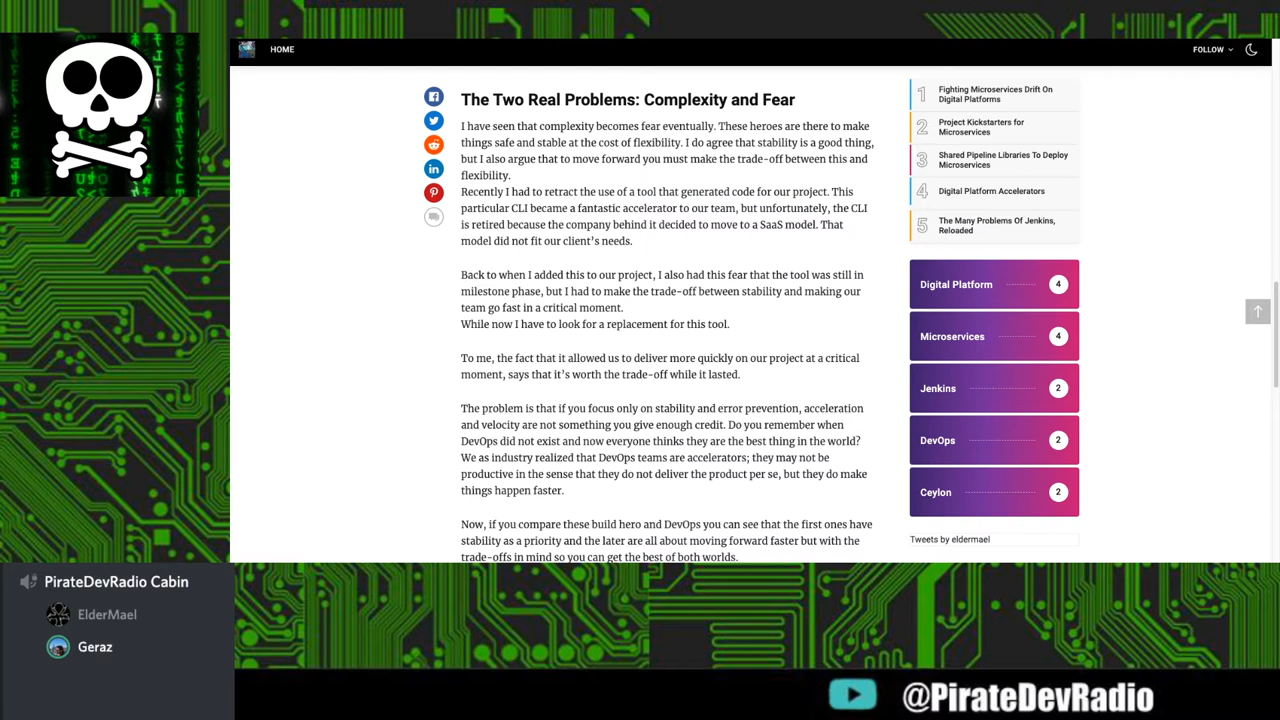 HOME
FOLLOW
The Two Real Problems: Complexity and Fear
I have seen that complexity becomes fear eventually. These heroes are there to make
things safe and stable at the cost of flexibility. I do agree that stability is a good thing,
but I also argue that to move forward you must make the trade-off between this and
flexibility.
Recently I had to retract the use of a tool that generated code for our project. This
particular CLI became a fantastic accelerator to our team, but unfortunately, the CLI
is retired because the company behind it decided to move to a SaaS model. That
model did not fit our client's needs.
Back to when I added this to our project, I also had this fear that the tool was still in
milestone phase, but I had to make the trade-off between stability and making our
team go fast in a critical moment.
While now I have to look for a replacement for this tool.
To me, the fact that it allowed us to deliver more quickly on our project at a critical
moment, says that it's worth the trade-off while it lasted.
The problem is that if you focus only on stability and error prevention, acceleration
and velocity are not something you give enough credit. Do you remember when
DevOps did not exist and now everyone thinks they are the best thing in the world?
We as industry realized that DevOps teams are accelerators; they may not be
productive in the sense that they do not deliver the product per se, but they do make
things happen faster.
Now, if you compare these build hero and DevOps you can see that the first ones have
stability as a priority and the later are all about moving forward faster but with the
trade-offs in mind so you can get the best of both worlds.
1 Fighting Microservices Drift On
Digital Platforms
2 Project Kickstarters for
Microservices
3 Shared Pipeline Libraries To Deploy
Microservices
4 Digital Platform Accelerators
5 The Many Problems Of Jenkins,
Reloaded
Digital Platform 4
Microservices 4
Jenkins 2
DevOps 2
Ceylon 2
Tweets by eldermael
PirateDevRadio Cabin
ElderMael
Geraz
@PirateDevRadio